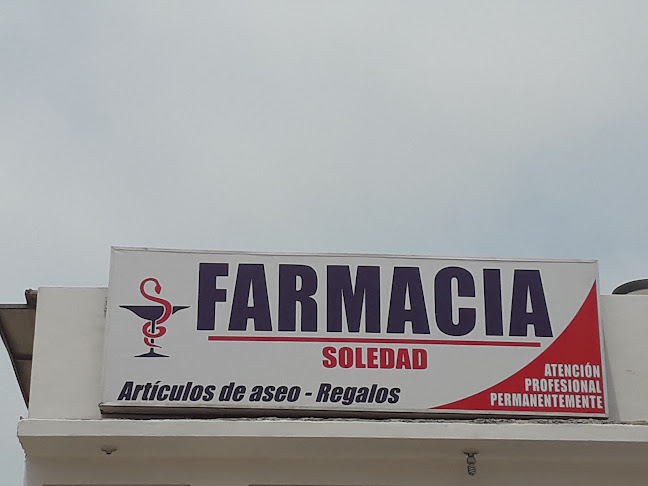 FARMACIA
SOLEDAD
Artículos de aseo - Regalos
ATENCIÓN
PROFESIONAL
PERMANENTEMENTE